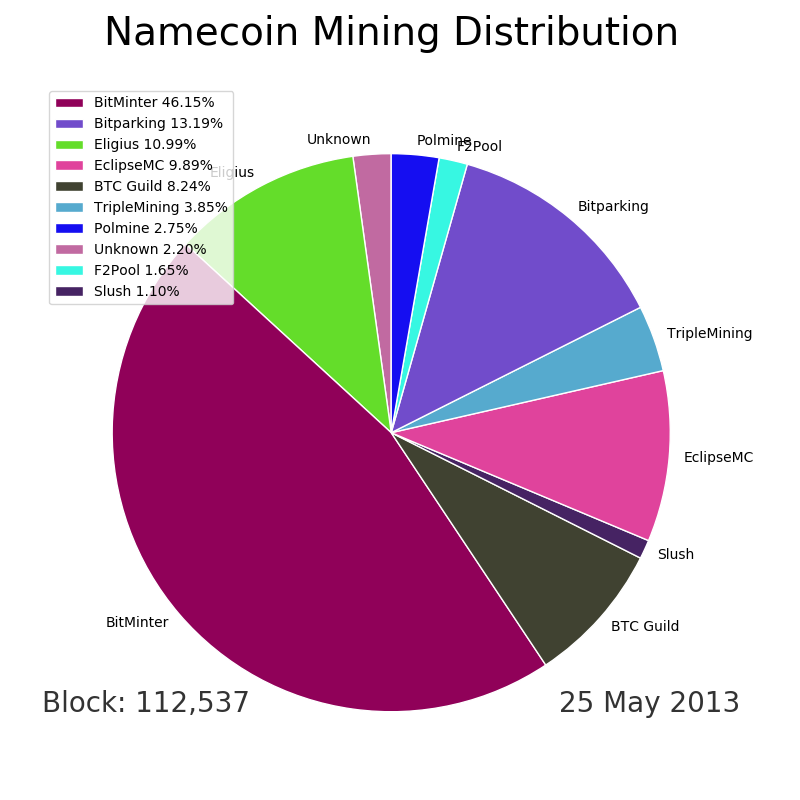 Namecoin Mining Distribution
BitMinter 46.15%
Bitparking 13.19%
Eligius 10.99%
EclipseMC 9.89%
BTC Guild 8.24%
TripleMining 3.85%
Polmine 2.75%
Unknown 2.20%
F2Pool 1.65%
Slush 1.10%
Unknown
Polmine
F2Pool
Eligius
Bitparking
TripleMining
EclipseMC
Slush
BitMinter
BTC Guild
Block: 112,537
25 May 2013